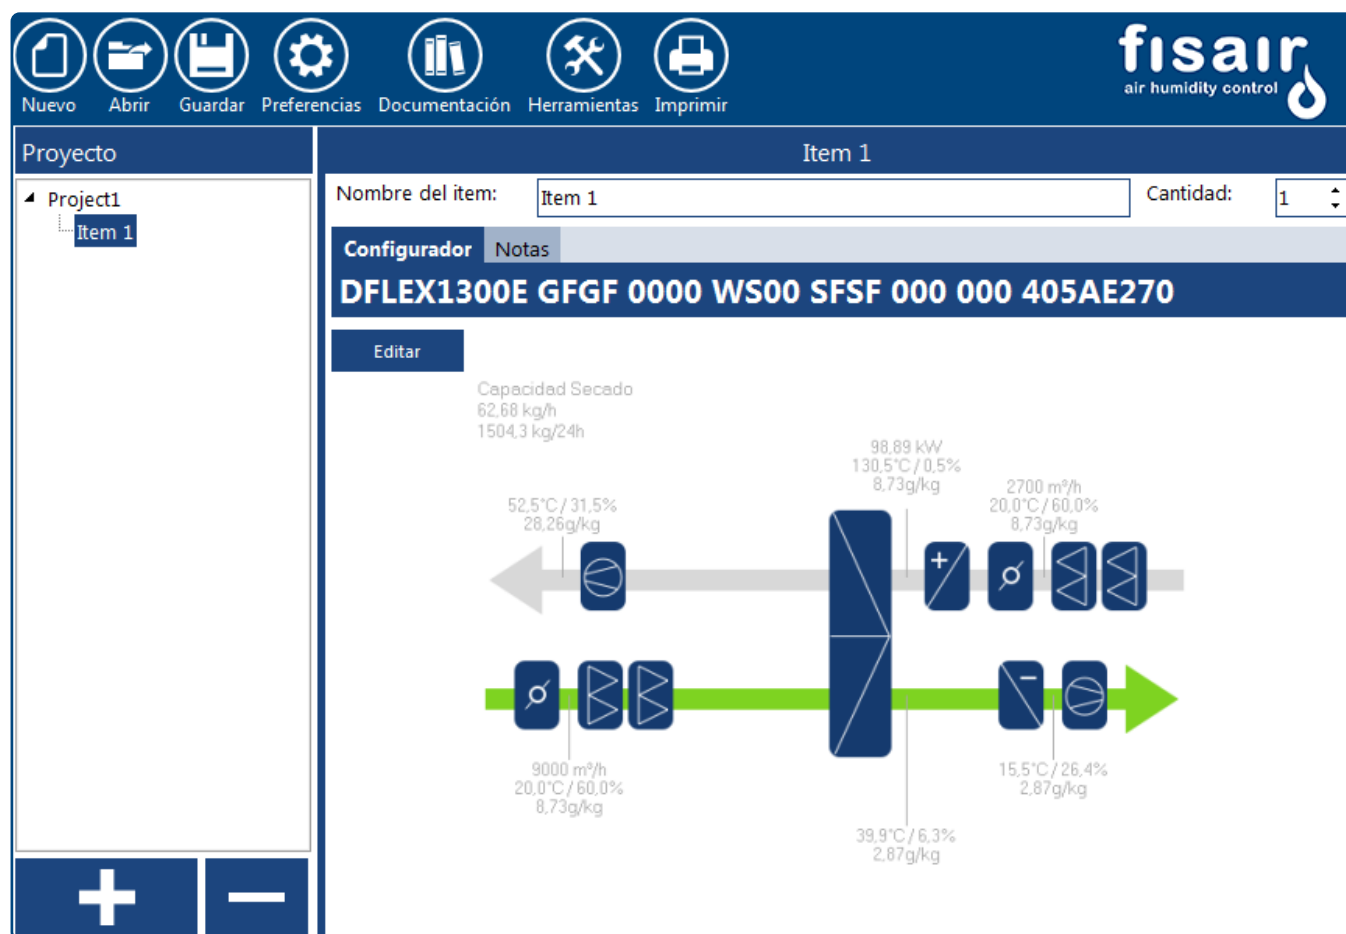 Nuevo Abrir Guardar Preferencias Documentación Herramientas Imprimir
fisair
air humidity control
Proyecto
Project1
Item 1
Item 1
Nombre del item: Item 1 Cantidad: 1
Configurador Notas
DFLEX1300E GFGF 0000 WS00 SFSF 000 000 405AE270
Editar
Capacidad Secado
62,68 kg/h
1504,3 kg/24h
98,89 kW
130,5°C / 0,5%
8,73g/kg
2700 m³/h
20,0°C / 60,0%
8,73g/kg
52,5°C / 31,5%
28,26g/kg
+
−
9000 m³/h
20,0°C / 60,0%
8,73g/kg
15,5°C / 26,4%
2,87g/kg
39,9°C / 6,3%
2,87g/kg